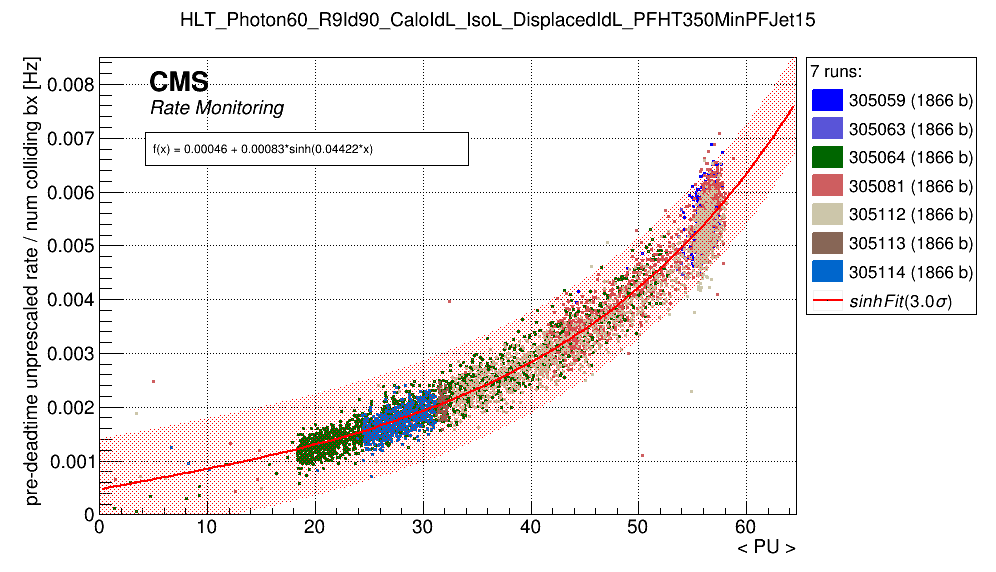 HLT_Photon60_R9Id90_CaloIdL_IsoL_DisplacedIdL_PFHT350MinPFJet15
pre-deadtime unprescaled rate / num colliding bx [Hz]
0.008
0.007
0.006
0.005
0.004
0.003
0.002
0.001
0
CMS
Rate Monitoring
f(x) = 0.00046 + 0.00083*sinh(0.04422*x)
0 10 20 30 40 50 60
< PU >
7 runs:
305059 (1866 b)
305063 (1866 b)
305064 (1866 b)
305081 (1866 b)
305112 (1866 b)
305113 (1866 b)
305114 (1866 b)
sinhFit(3.0σ)